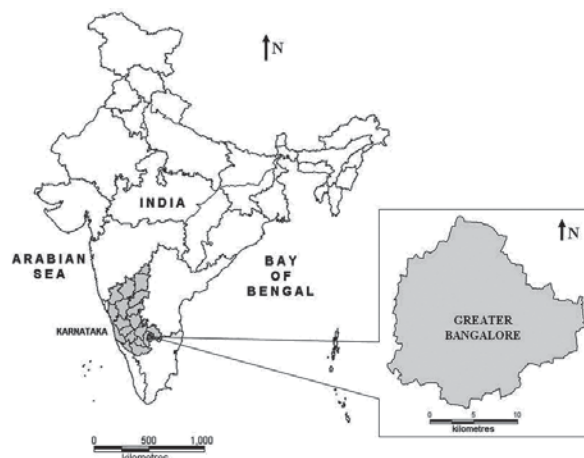 N
INDIA
ARABIAN
SEA
BAY
OF
BENGAL
KARNATAKA
0 500 1,000
kilometres
N
GREATER
BANGALORE
0 5 10
kilometres